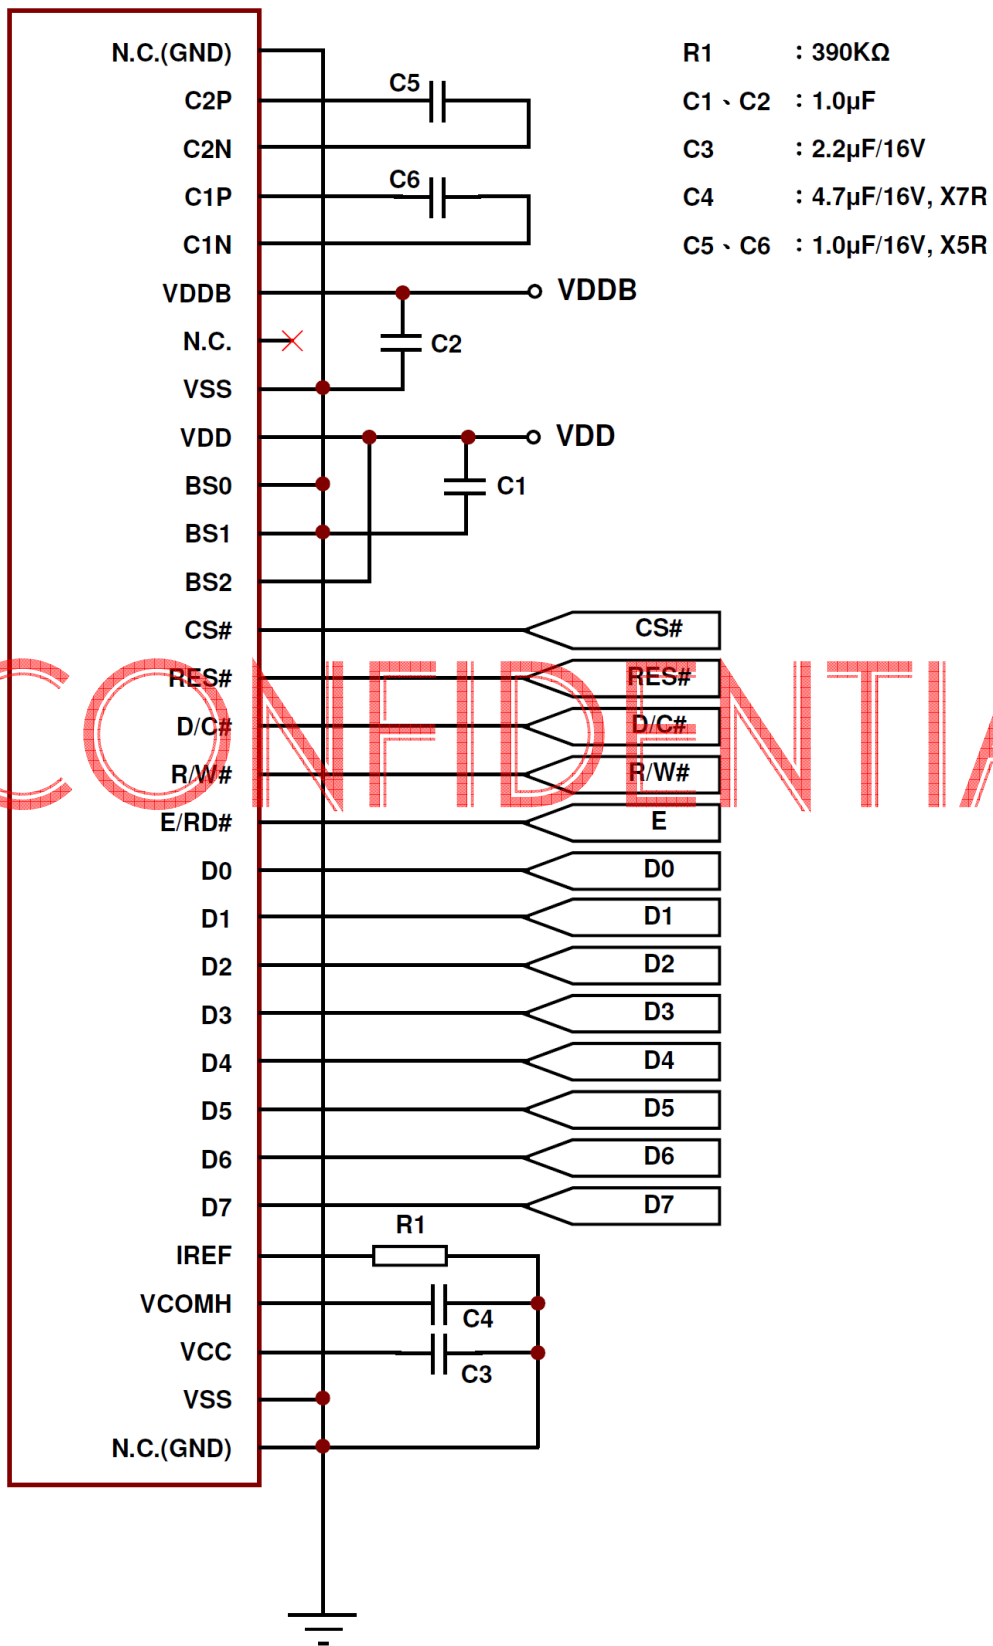 N.C.(GND)
R1 : 390KΩ
C5
C2P
C1、C2 : 1.0µF
C2N
C3 : 2.2µF/16V
C6
C1P
C4 : 4.7µF/16V, X7R
C1N
C5、C6 : 1.0µF/16V, X5R
VDDB
VDDB
N.C.
C2
VSS
VDD
VDD
BS0
C1
BS1
BS2
CS#
CS#
RES#
RES#
CONFIDENTIA
D/C#
D/C#
R/W#
R/W#
E/RD#
E
D0
D0
D1
D1
D2
D2
D3
D3
D4
D4
D5
D5
D6
D6
D7
D7
R1
IREF
VCOMH
C4
VCC
C3
VSS
N.C.(GND)